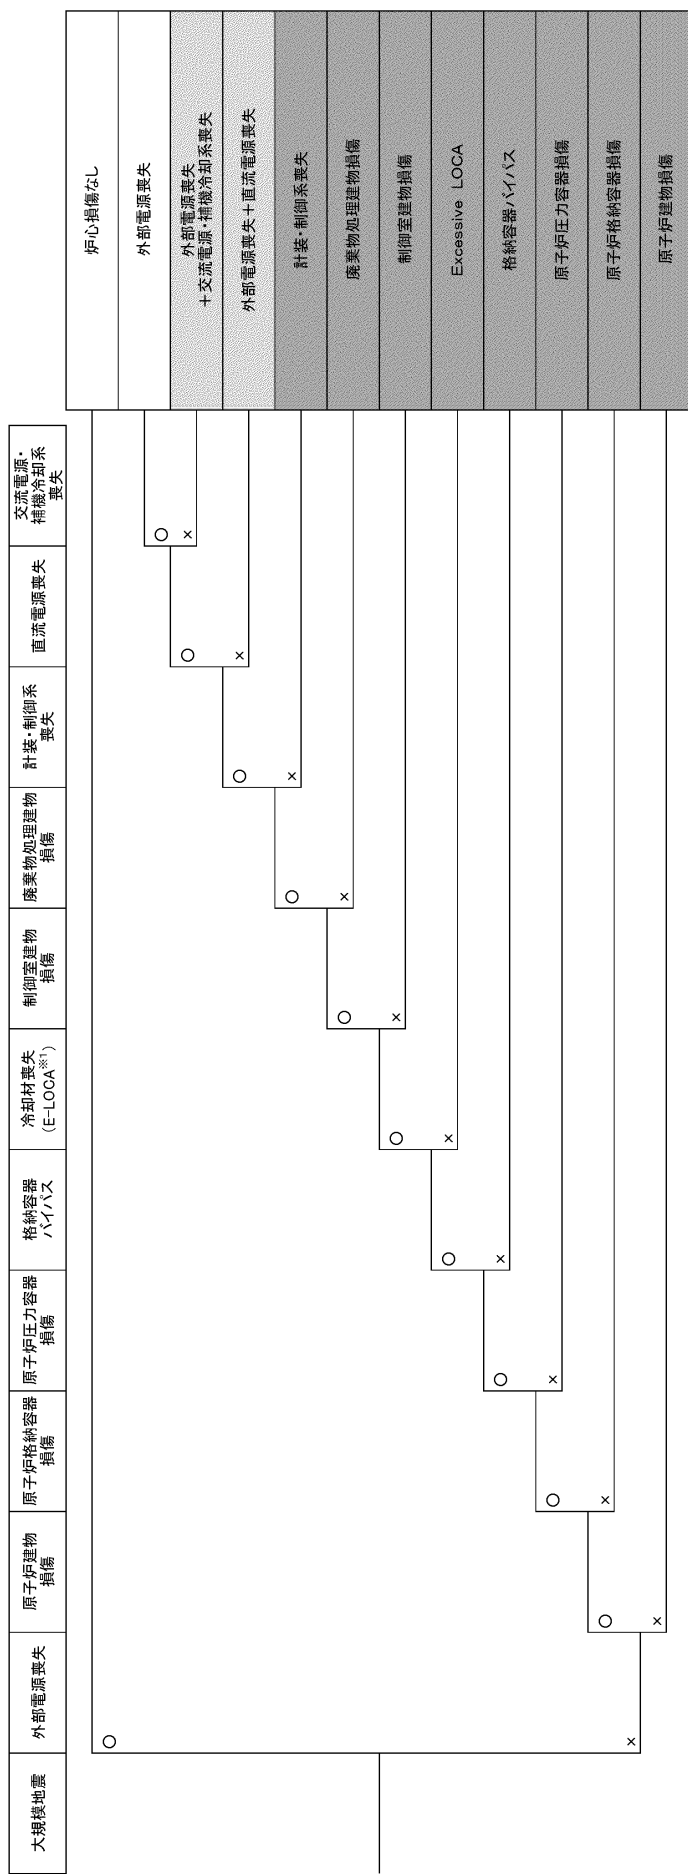 大規模地震
外部電源喪失
原子炉建物
損傷
原子炉格納容器
損傷
原子炉圧力容器
損傷
格納容器
バイパス
冷却材喪失
(E-LOCA※1)
制御室建物
損傷
廃棄物処理建物
損傷
計装・制御系
喪失
直流電源喪失
交流電源・
補機冷却系
喪失
炉心損傷なし
外部電源喪失
外部電源喪失
+交流電源・補機冷却系喪失
外部電源喪失+直流電源喪失
計装・制御系喪失
廃棄物処理建物損傷
制御室建物損傷
Excessive LOCA
格納容器バイパス
原子炉圧力容器損傷
原子炉格納容器損傷
原子炉建物損傷
○
×
○
×
○
×
○
×
○
×
○
×
○
×
○
×
○
×
○
×
○
×